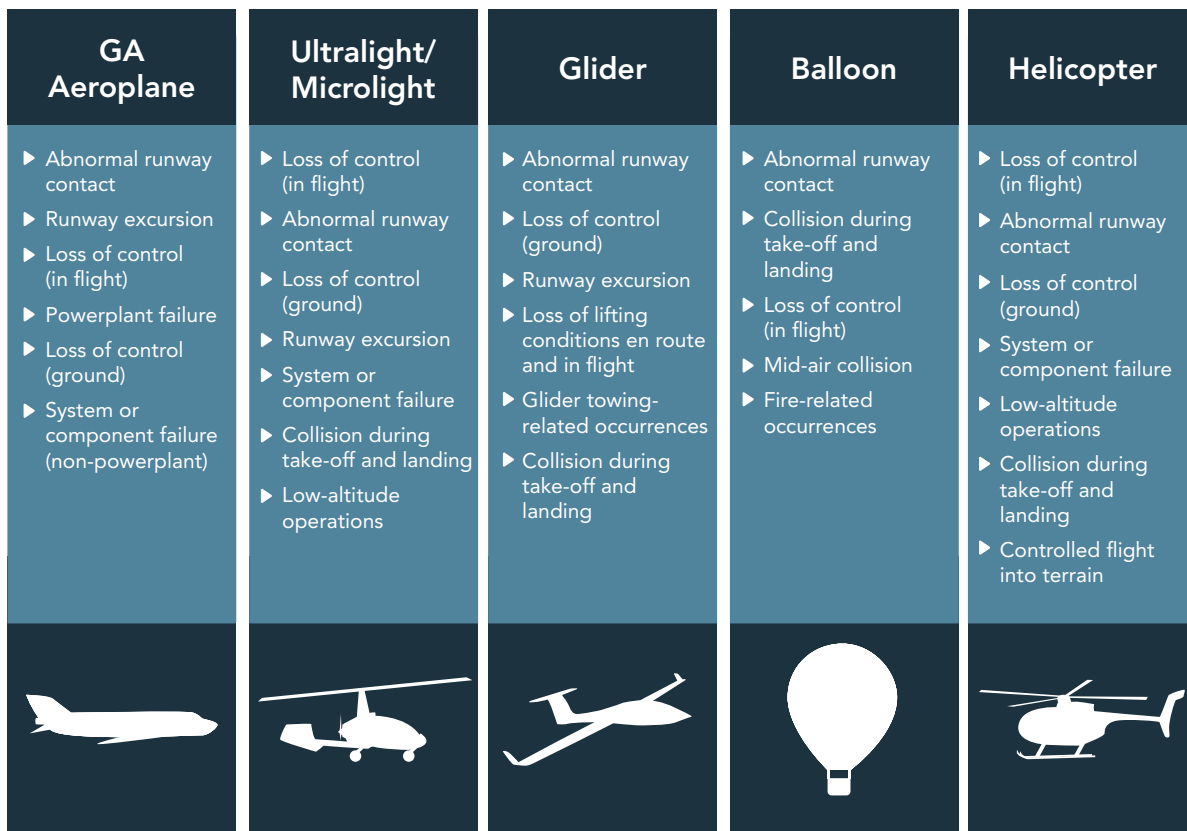 GA
Aeroplane
Abnormal runway
contact
Runway excursion
Loss of control
(in flight)
Powerplant failure
Loss of control
(ground)
System or
component failure
(non-powerplant)
Ultralight/
Microlight
Loss of control
(in flight)
Abnormal runway
contact
Loss of control
(ground)
Runway excursion
System or
component failure
Collision during
take-off and landing
Low-altitude
operations
Glider
Abnormal runway
contact
Loss of control
(ground)
Runway excursion
Loss of lifting
conditions en route
and in flight
Glider towing-
related occurrences
Collision during
take-off and
landing
Balloon
Abnormal runway
contact
Collision during
take-off and
landing
Loss of control
(in flight)
Mid-air collision
Fire-related
occurrences
Helicopter
Loss of control
(in flight)
Abnormal runway
contact
Loss of control
(ground)
System or
component failure
Low-altitude
operations
Collision during
take-off and
landing
Controlled flight
into terrain